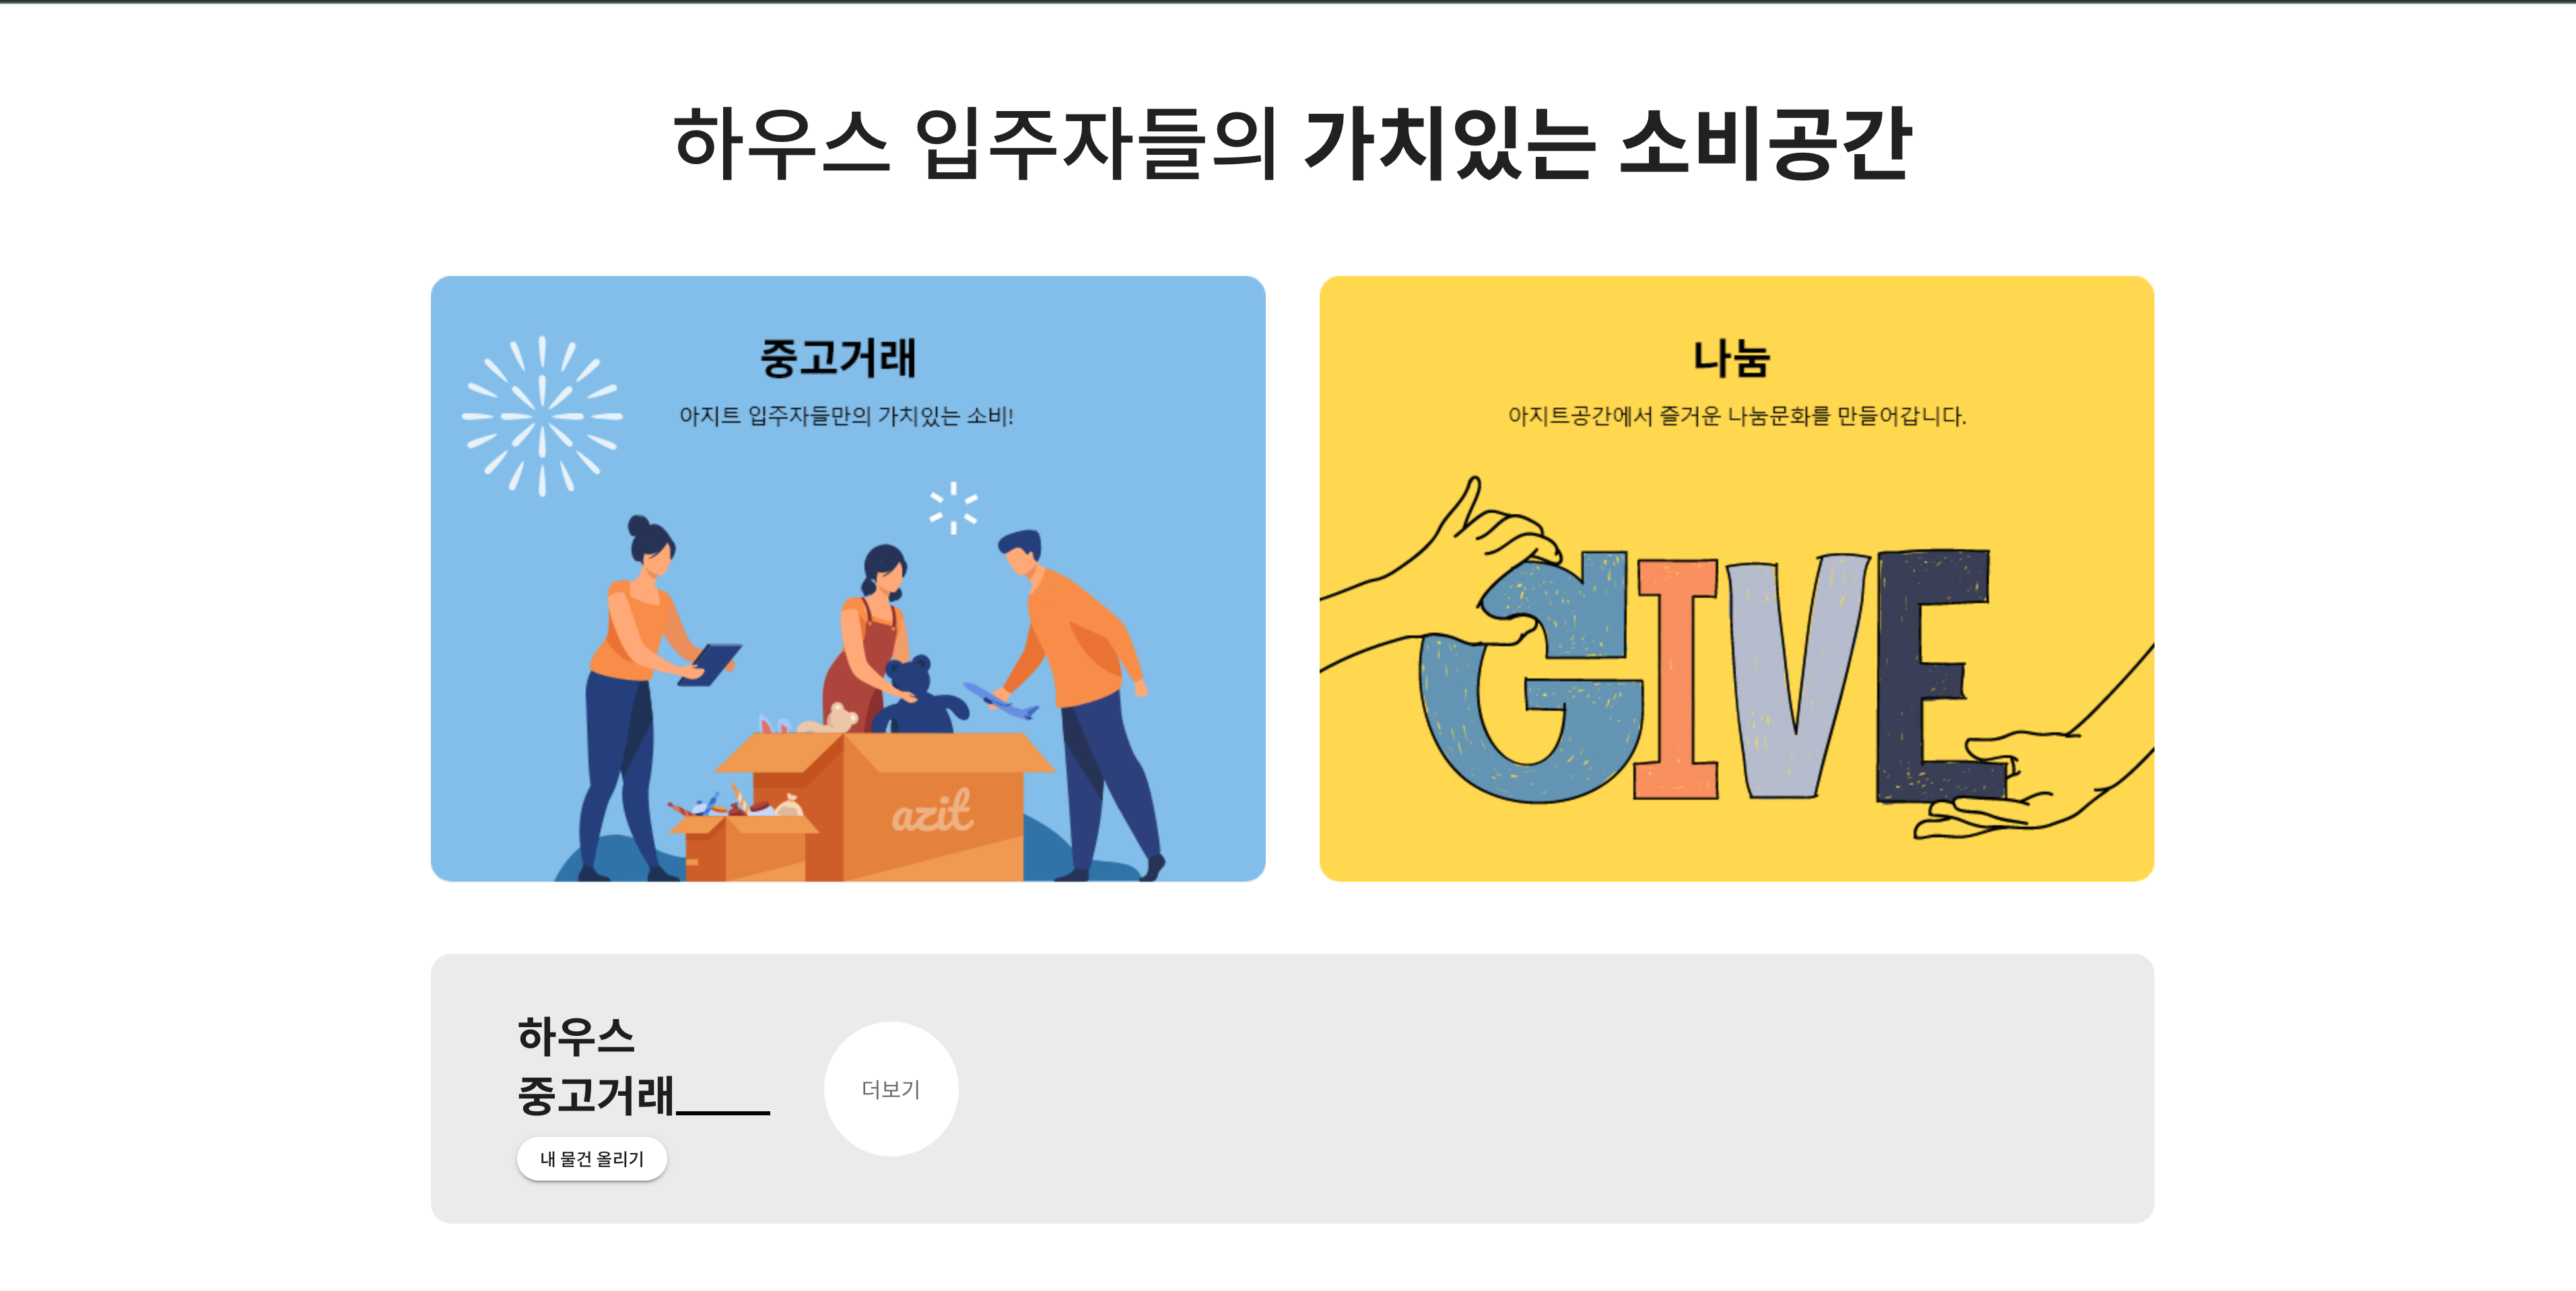 하우스 입주자들의 가치있는 소비공간
중고거래
아지트 입주자들만의 가치있는 소비!
azit
나눔
아지트공간에서 즐거운 나눔문화를 만들어갑니다.
GIVE
하우스
중고거래
더보기
내 물건 올리기